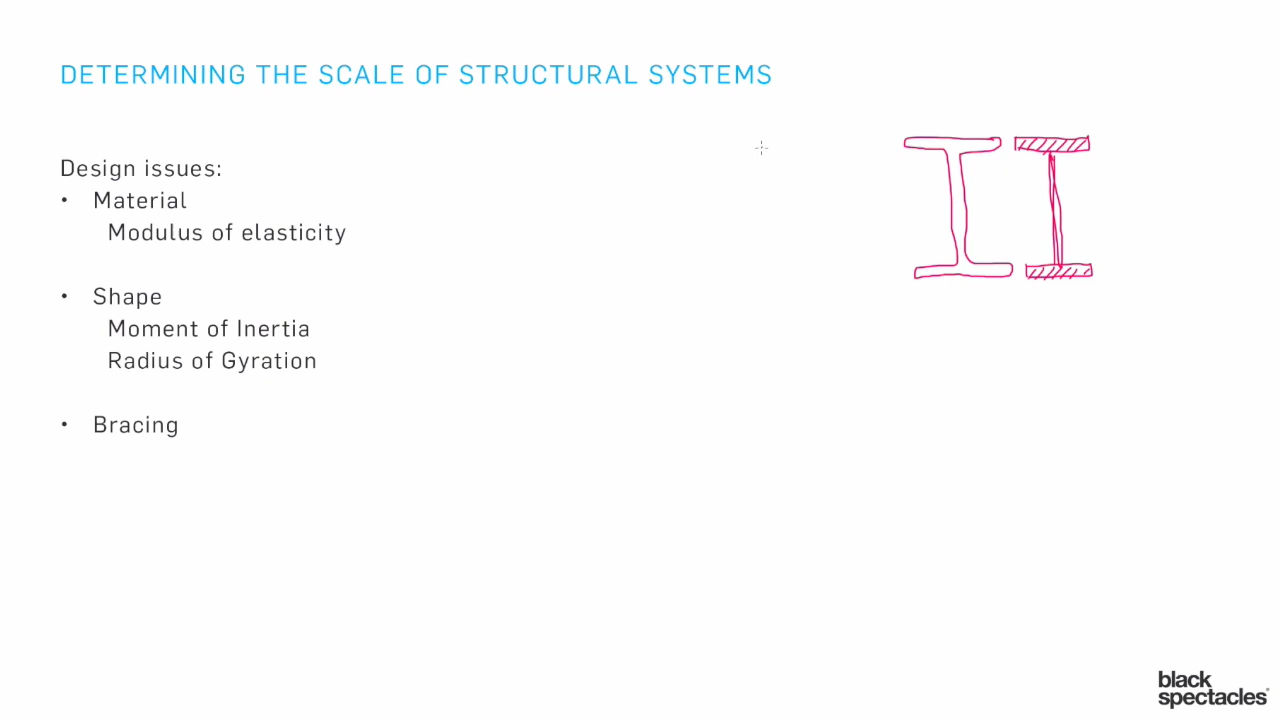 DETERMINING THE SCALE OF STRUCTURAL SYSTEMS
Design issues:
• Material
Modulus of elasticity
• Shape
Moment of Inertia
Radius of Gyration
• Bracing
black
spectacles